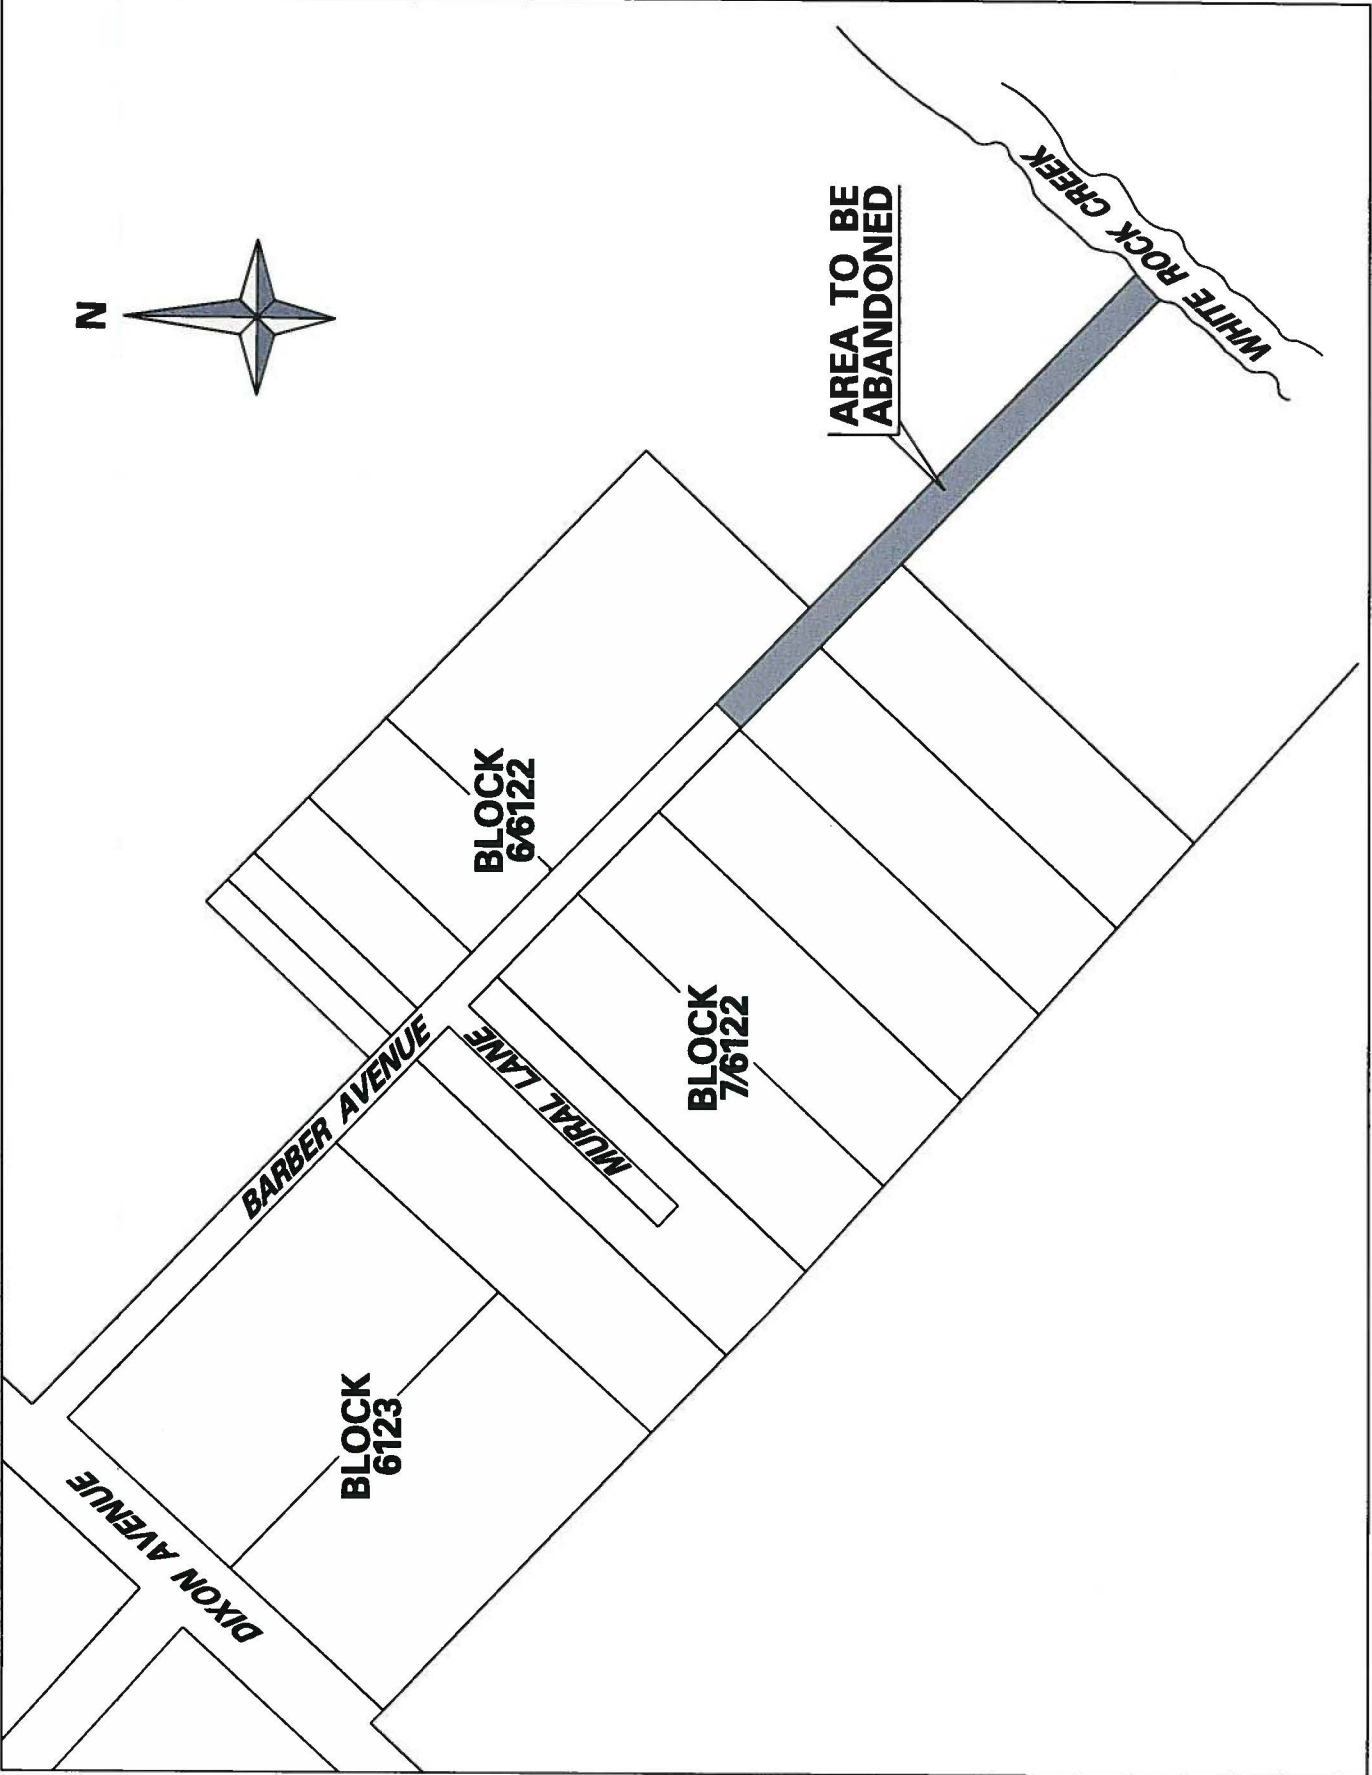 N
AREA TO BE
ABANDONED
WHITE ROCK CREEK
BLOCK
6/6122
BARBER AVENUE
MURAL LANE
BLOCK
7/6122
BLOCK
6123
DIXON AVENUE